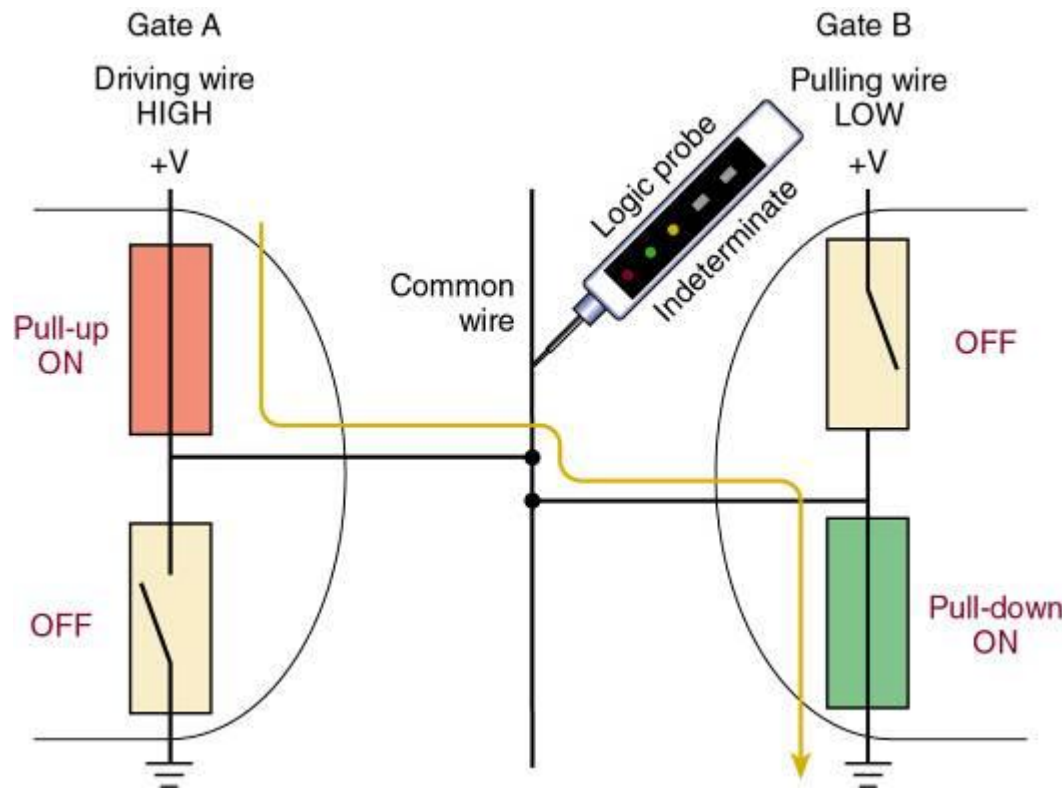 Gate A
Driving wire
HIGH
+V
Gate B
Pulling wire
LOW
+V
Logic probe
Indeterminate
Common
wire
Pull-up
ON
OFF
OFF
Pull-down
ON